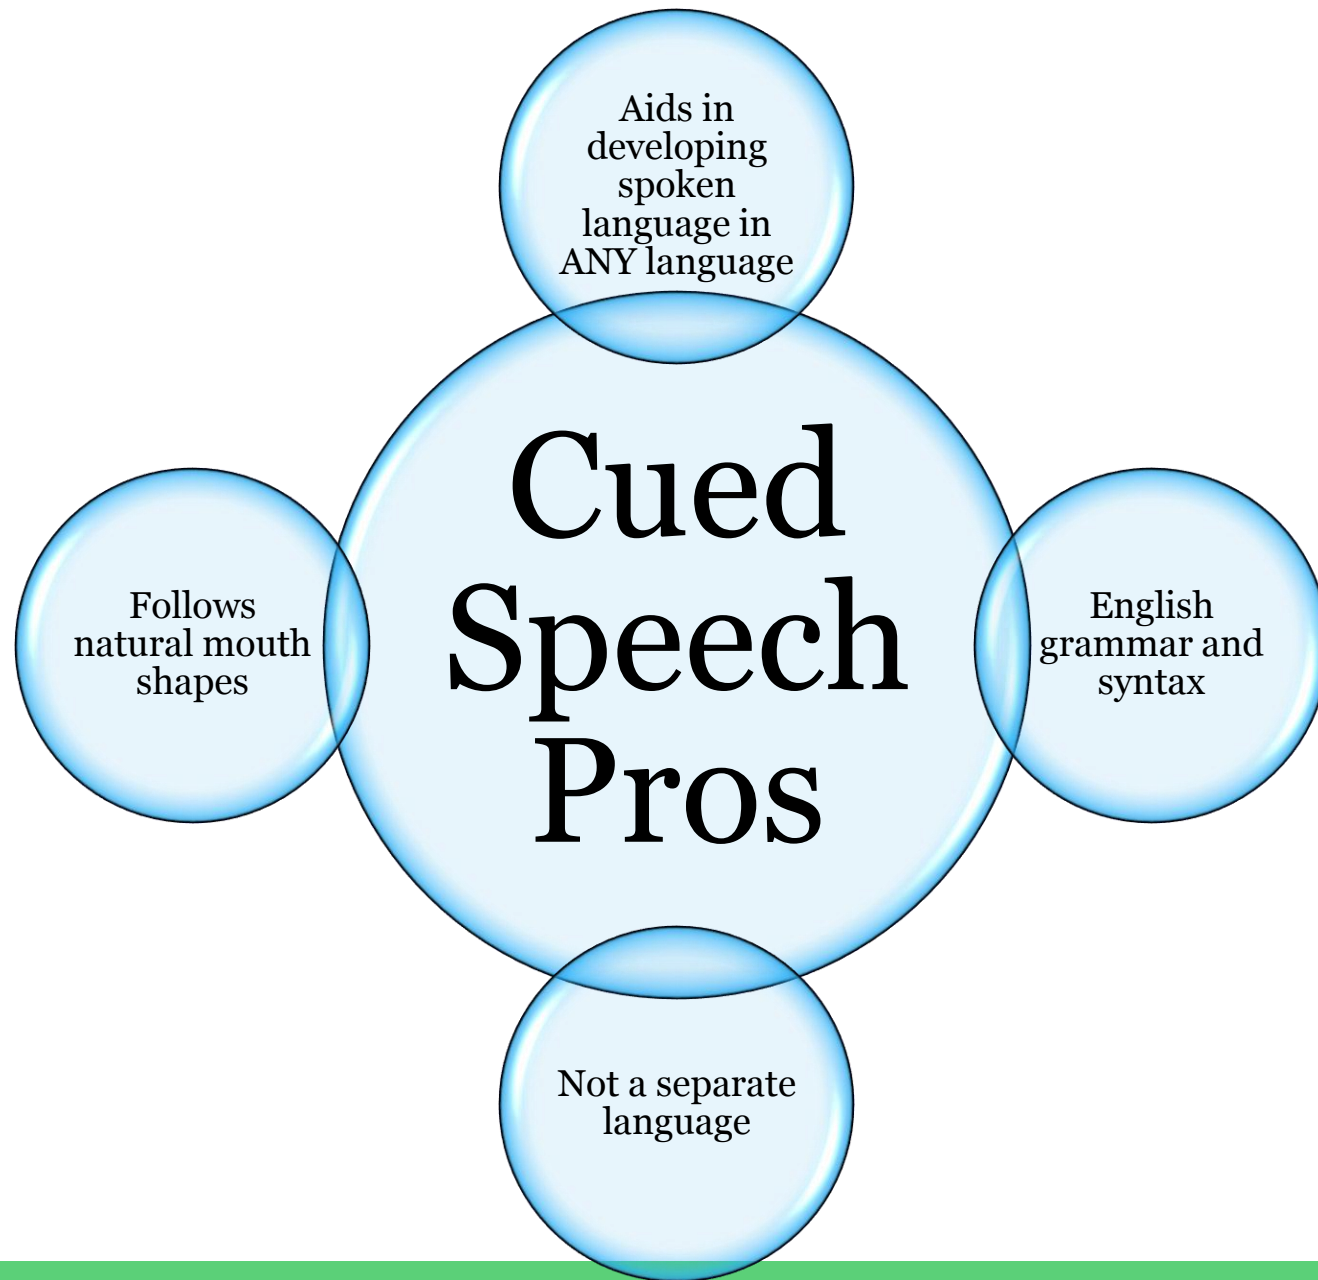 Aids in
developing
spoken
language in
ANY language
Cued
Speech
Pros
Follows
natural mouth
shapes
English
grammar and
syntax
Not a separate
language